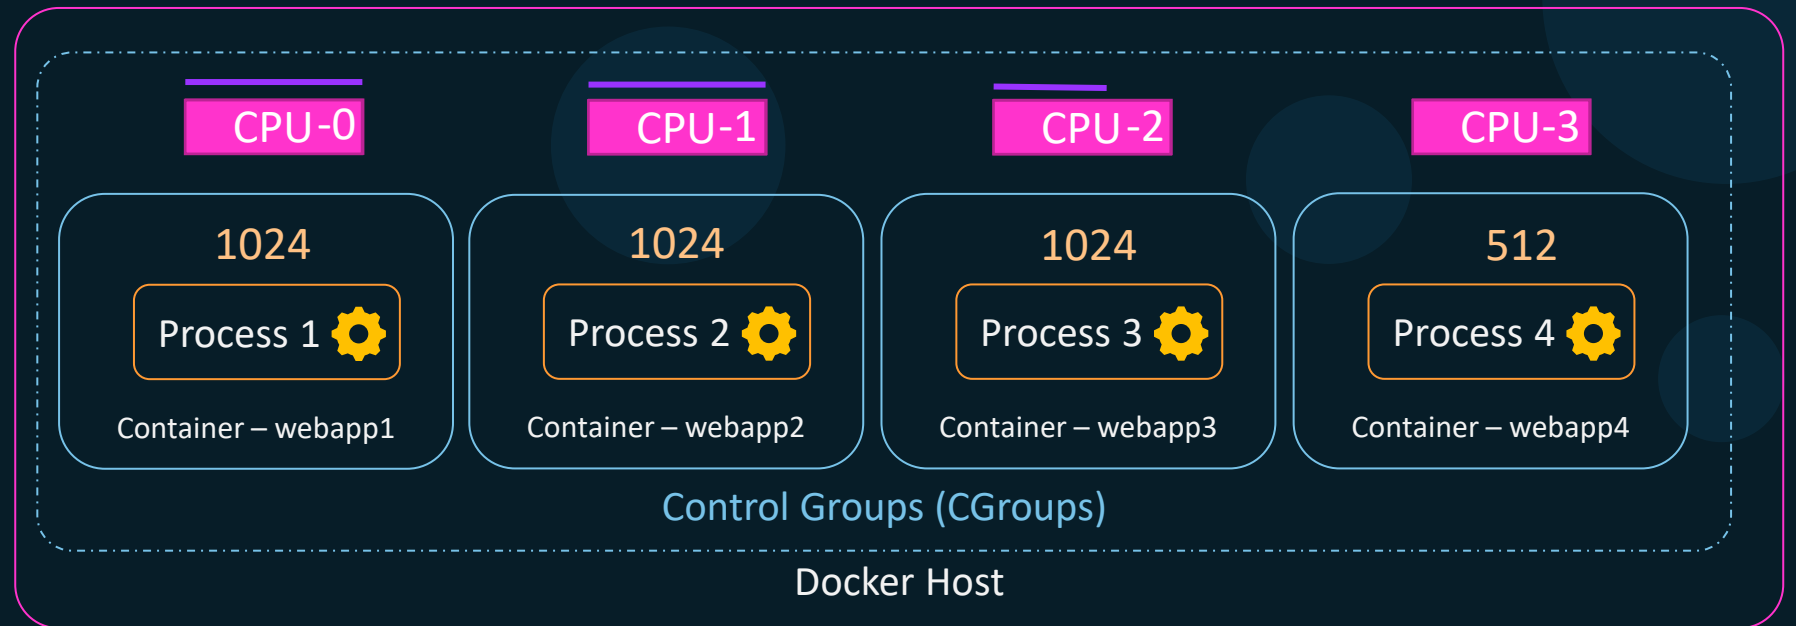 CPU-0
CPU-1
CPU-2
CPU-3
1024
1024
1024
512
Process 1
Process 2
Process 3
Process 4
Container – webapp1
Container – webapp2
Container – webapp3
Container – webapp4
Control Groups (CGroups)
Docker Host